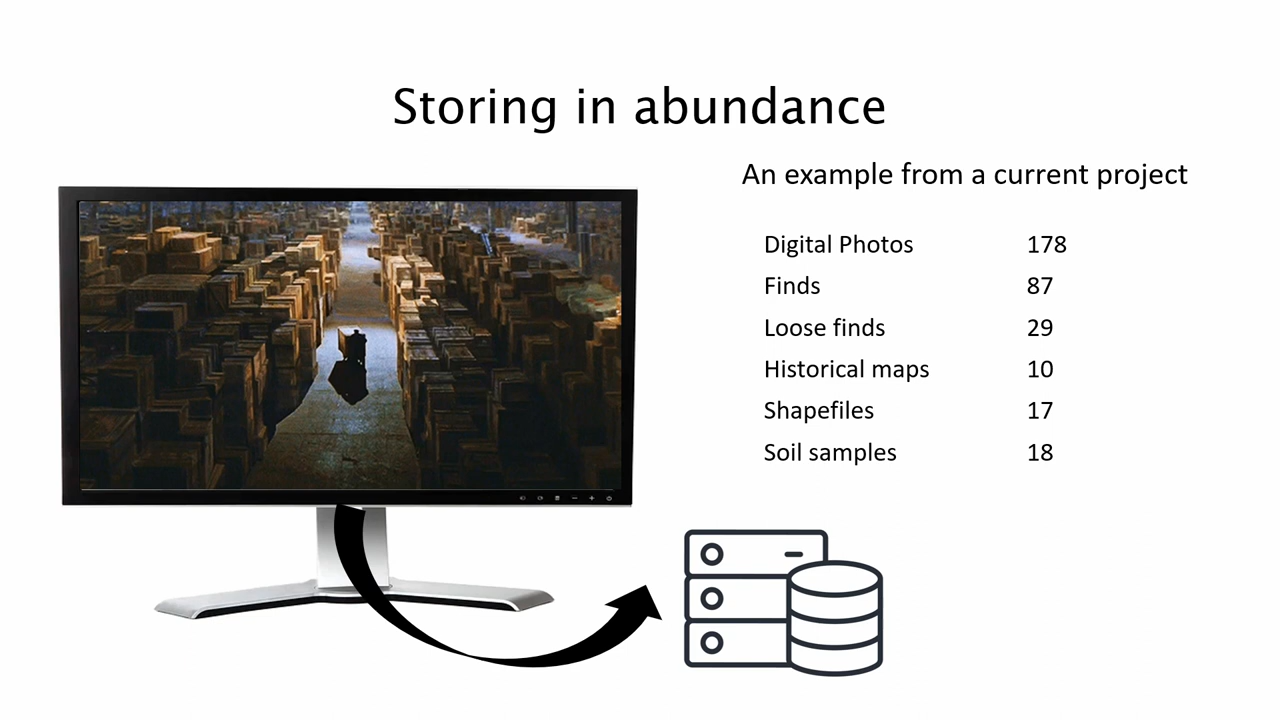 Storing in abundance
An example from a current project
Digital Photos 178
Finds 87
Loose finds 29
Historical maps 10
Shapefiles 17
Soil samples 18